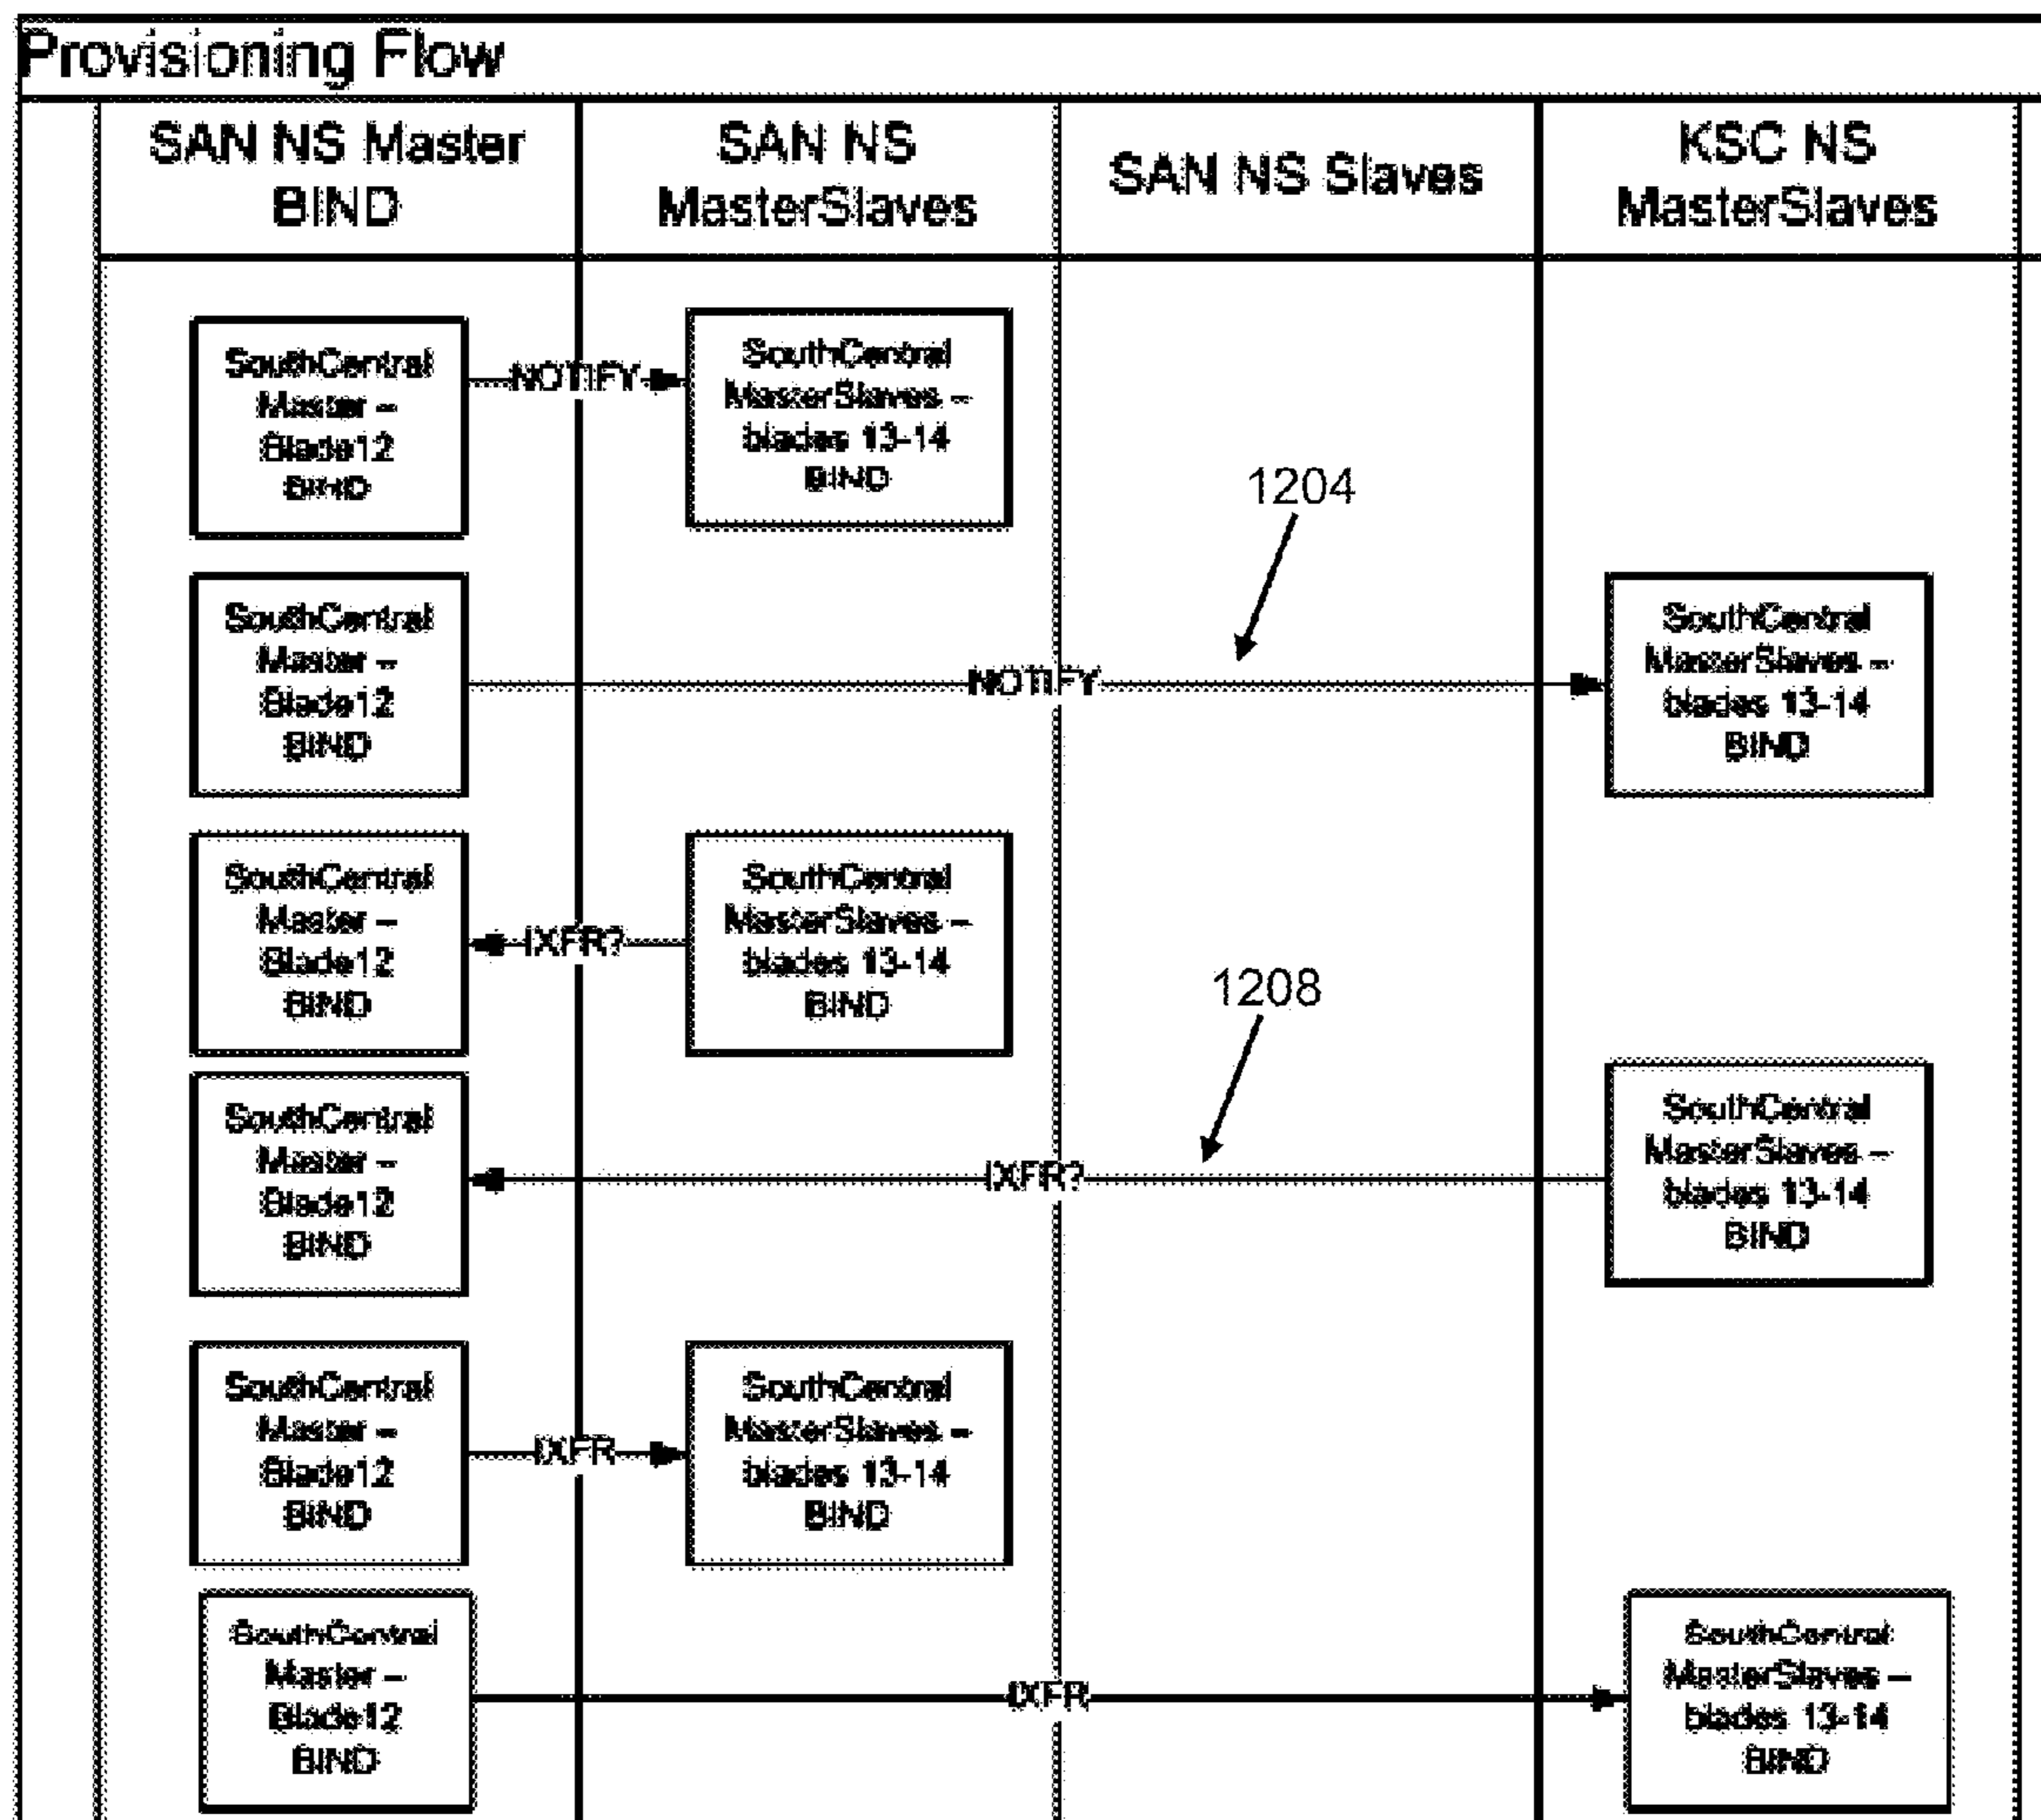 Provisioning Flow
SAN NS Master
BIND
SAN NS
MasterSlaves
SAN NS Slaves
KSC NS
MasterSlaves
SouthCentral
Master –
Blade12
BIND
NOTIFY
SouthCentral
MasterSlaves –
blades 13-14
BIND
1204
SouthCentral
Master –
Blade12
BIND
NOTIFY
SouthCentral
MasterSlaves –
blades 13-14
BIND
SouthCentral
Master –
Blade12
BIND
IXFR?
SouthCentral
MasterSlaves –
blades 13-14
BIND
1208
SouthCentral
Master –
Blade12
BIND
IXFR?
SouthCentral
MasterSlaves –
blades 13-14
BIND
SouthCentral
Master –
Blade12
BIND
IXFR
SouthCentral
MasterSlaves –
blades 13-14
BIND
SouthCentral
Master –
Blade12
BIND
IXFR
SouthCentral
MasterSlaves –
blades 13-14
BIND